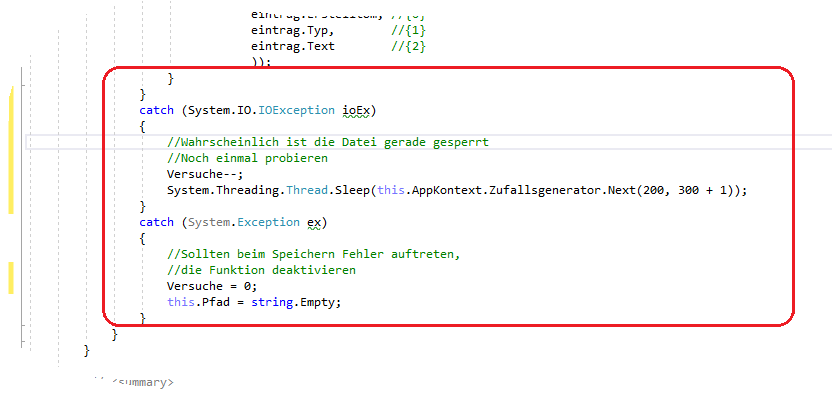 eintrag.ErstelltOm, //{0}
eintrag.Typ, //{1}
eintrag.Text //{2}
));
}
}
catch (System.IO.IOException ioEx)
{
//Wahrscheinlich ist die Datei gerade gesperrt
//Noch einmal probieren
Versuche--;
System.Threading.Thread.Sleep(this.AppKontext.Zufallsgenerator.Next(200, 300 + 1));
}
catch (System.Exception ex)
{
//Sollten beim Speichern Fehler auftreten,
//die Funktion deaktivieren
Versuche = 0;
this.Pfad = string.Empty;
}
}
}
<summary>